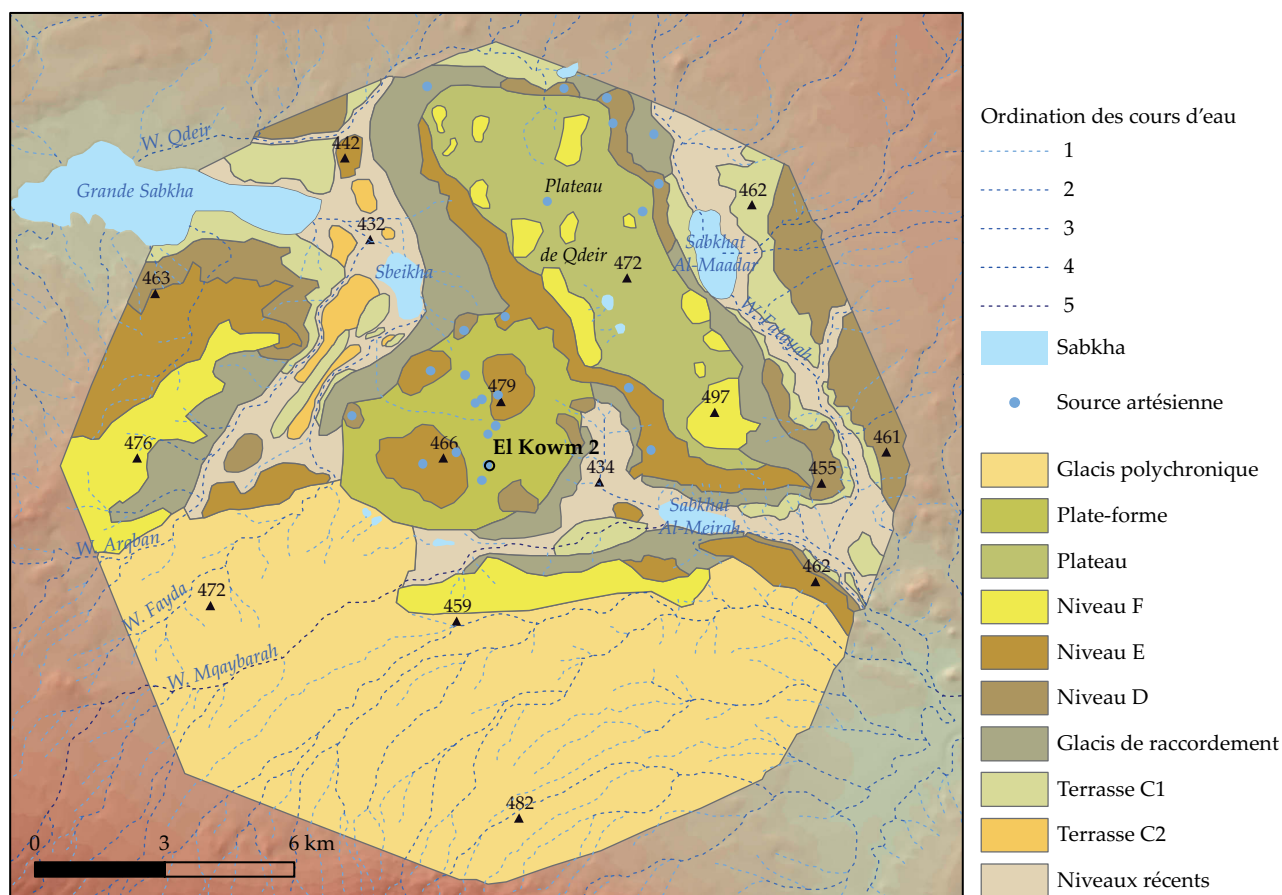 W. Qdeir
442
Grande Sabkha
432
Sbeikha
463
Plateau
de Qdeir
472
462
Sabkhat
Al-Maadar
W. Fatayah
479
497
476
466
El Kowm 2
434
455
461
Sabkhat
Al-Meirah
W. Arqban
472
W. Fayda
459
462
W. Mqaybarah
482
0
3
6 km
Ordination des cours d'eau
1
2
3
4
5
Sabkha
Source artésienne
Glacis polychronique
Plate-forme
Plateau
Niveau F
Niveau E
Niveau D
Glacis de raccordement
Terrasse C1
Terrasse C2
Niveaux récents